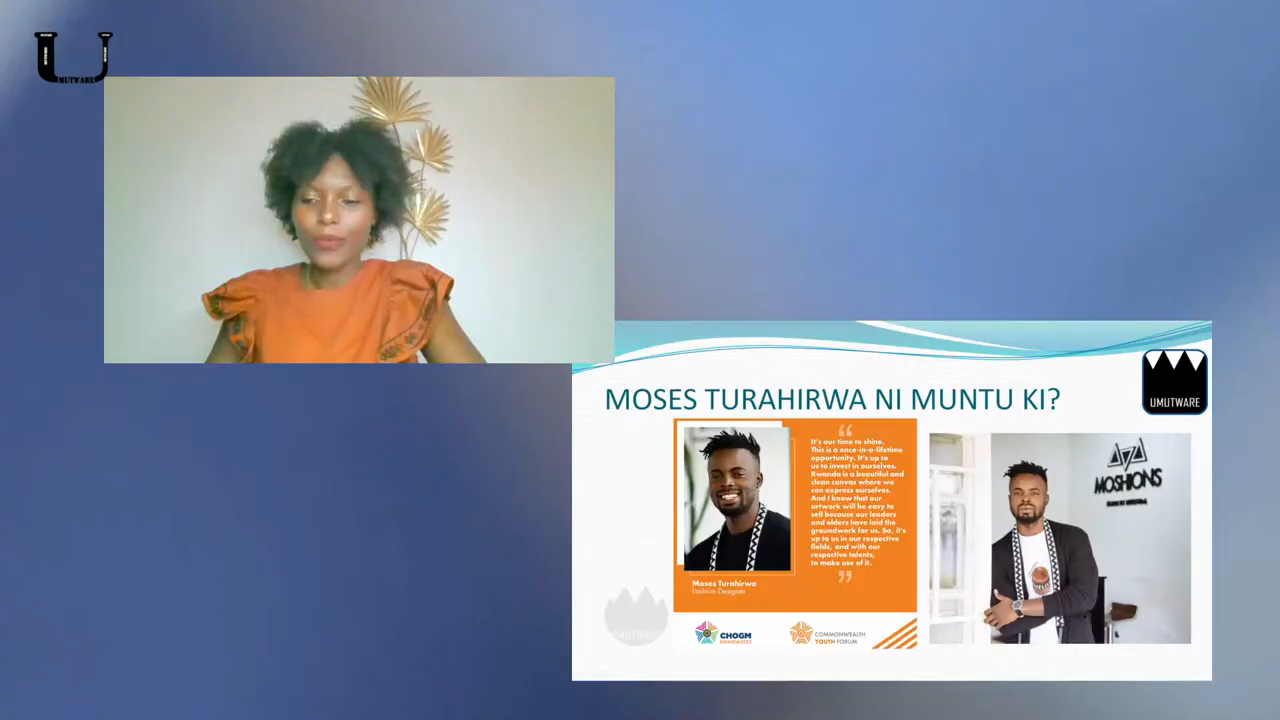 UMUTWARE
MOSES TURAHIRWA NI MUNTU KI?
UMUTWARE
It's our time to shine.
This is a once-in-a-lifetime
opportunity. It's up to
us to invest in ourselves.
Rwanda is a beautiful and
clean canvas where we
can express ourselves.
And I know that our
artwork will be easy to
sell because our leaders
and elders have laid the
groundwork for us. So, it's
up to us in our respective
fields, and with our
respective talents,
to make use of it.
Moses Turahirwa
Fashion Designer
CHOGM
RWANDA2022
COMMONWEALTH
YOUTH FORUM
MOSHIONS
UMUTWARE